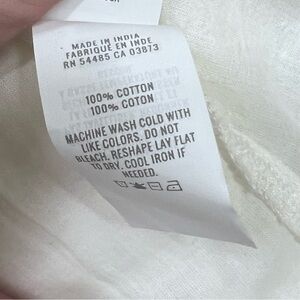 MADE IN INDIA
FABRIQUÉ EN INDE
RN 54485 CA 03873
100% COTTON
100% COTON
MACHINE WASH COLD WITH
LIKE COLORS. DO NOT
BLEACH. RESHAPE LAY FLAT
TO DRY. COOL IRON IF
NEEDED.